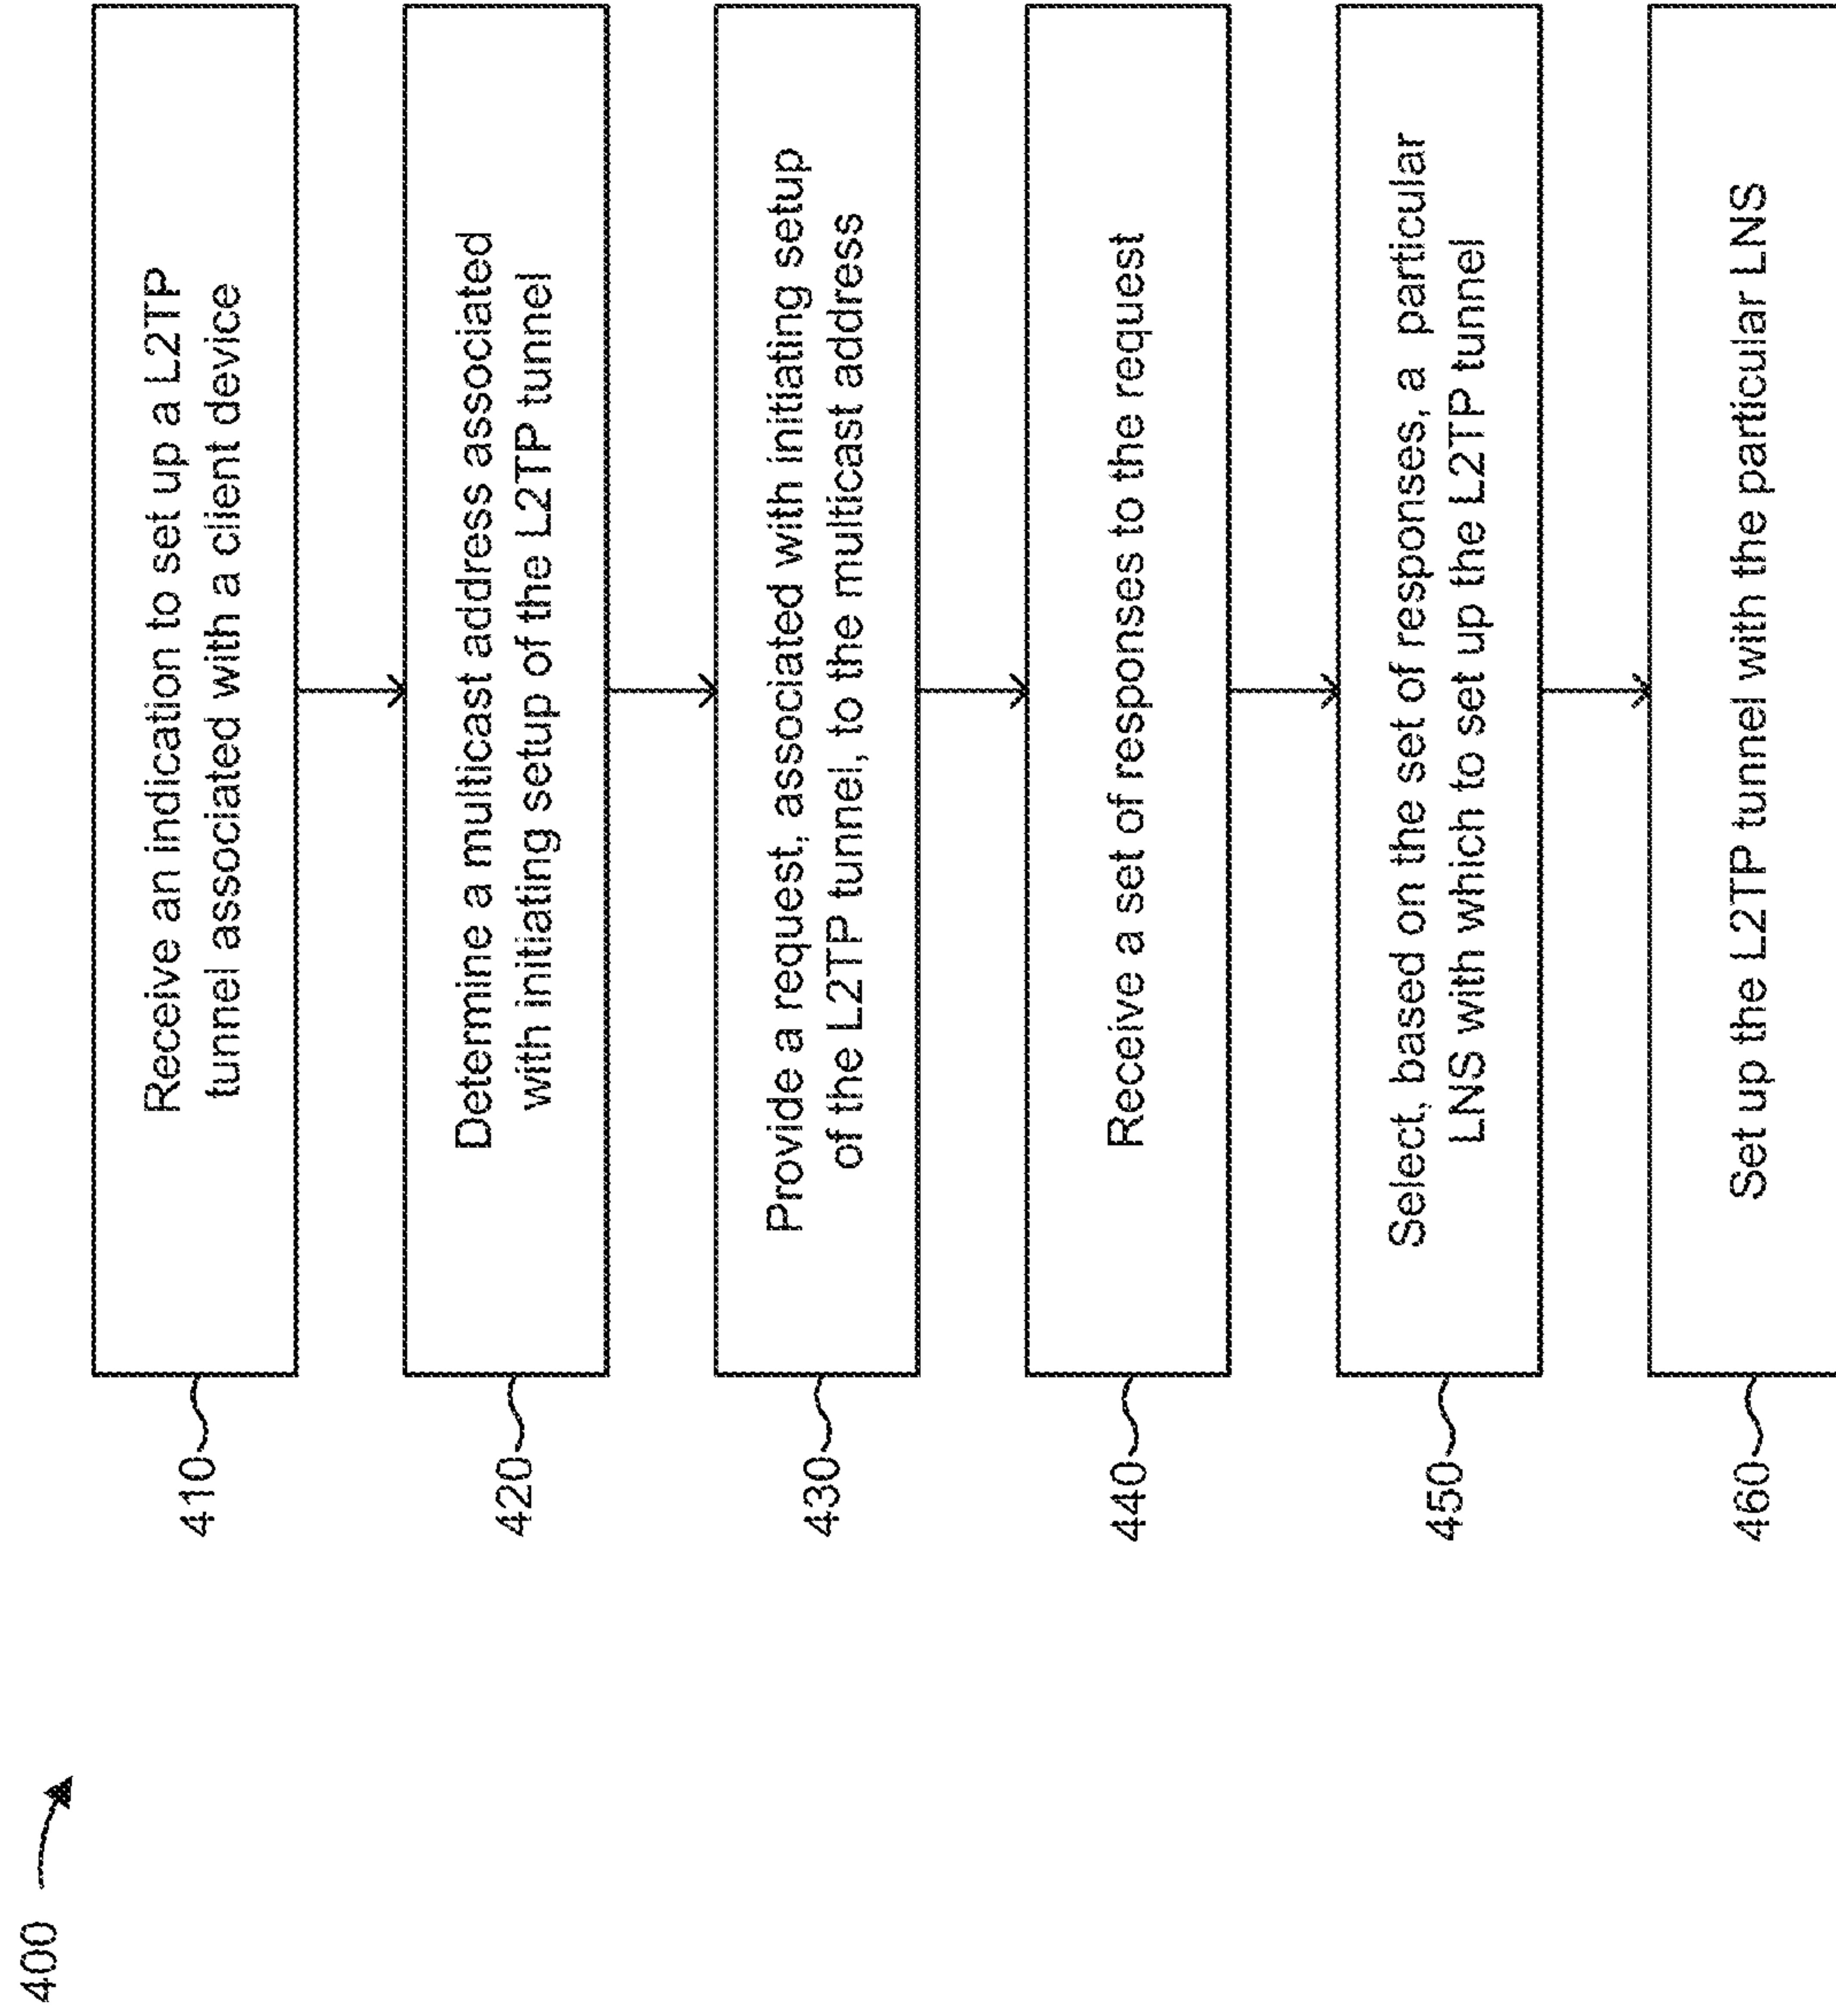 400
410
Receive an indication to set up a L2TP
tunnel associated with a client device
420
Determine a multicast address associated
with initiating setup of the L2TP tunnel
430
Provide a request, associated with initiating setup
of the L2TP tunnel, to the multicast address
440
Receive a set of responses to the request
450
Select, based on the set of responses, a particular
LNS with which to set up the L2TP tunnel
460
Set up the L2TP tunnel with the particular LNS